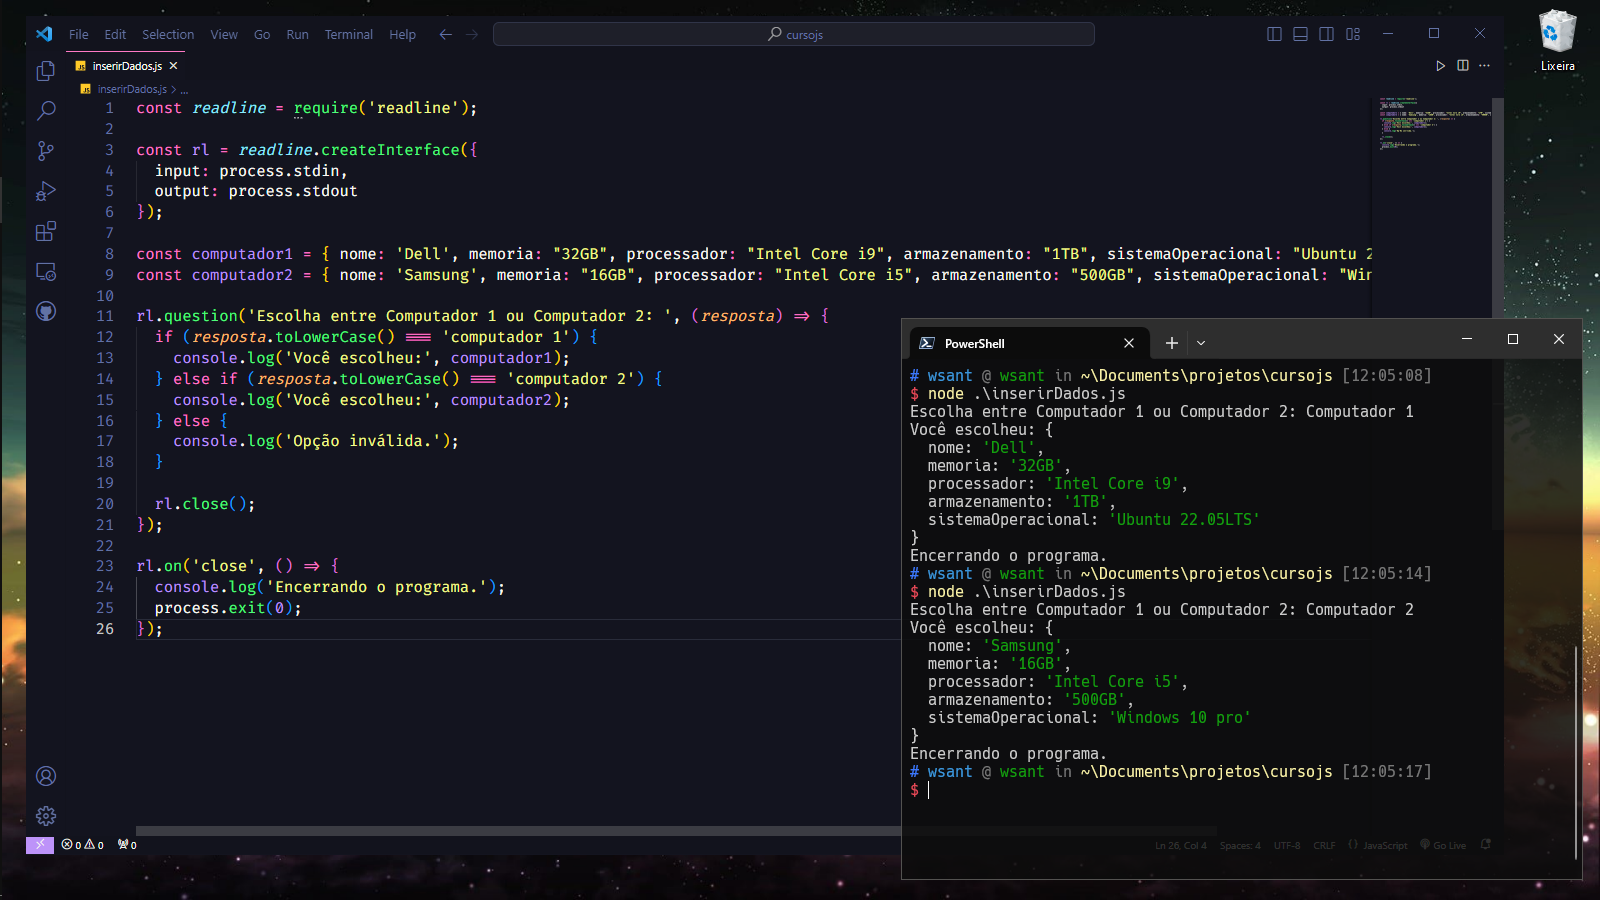 File Edit Selection View Go Run Terminal Help
cursojs
Lixeira
inserirDados.js
inserirDados.js > ...
1 const readline = require('readline');
2
3 const rl = readline.createInterface({
4 input: process.stdin,
5 output: process.stdout
6 });
7
8 const computador1 = { nome: 'Dell', memoria: "32GB", processador: "Intel Core i9", armazenamento: "1TB", sistemaOperacional: "Ubuntu 2
9 const computador2 = { nome: 'Samsung', memoria: "16GB", processador: "Intel Core i5", armazenamento: "500GB", sistemaOperacional: "Win
10
11 rl.question('Escolha entre Computador 1 ou Computador 2: ', (resposta) => {
12 if (resposta.toLowerCase() === 'computador 1') {
13 console.log('Você escolheu:', computador1);
14 } else if (resposta.toLowerCase() === 'computador 2') {
15 console.log('Você escolheu:', computador2);
16 } else {
17 console.log('Opção inválida.');
18 }
19
20 rl.close();
21 });
22
23 rl.on('close', () => {
24 console.log('Encerrando o programa.');
25 process.exit(0);
26 });
PowerShell
# wsant @ wsant in ~\Documents\projetos\cursojs [12:05:08]
$ node .\inserirDados.js
Escolha entre Computador 1 ou Computador 2: Computador 1
Você escolheu: {
nome: 'Dell',
memoria: '32GB',
processador: 'Intel Core i9',
armazenamento: '1TB',
sistemaOperacional: 'Ubuntu 22.05LTS'
}
Encerrando o programa.
# wsant @ wsant in ~\Documents\projetos\cursojs [12:05:14]
$ node .\inserirDados.js
Escolha entre Computador 1 ou Computador 2: Computador 2
Você escolheu: {
nome: 'Samsung',
memoria: '16GB',
processador: 'Intel Core i5',
armazenamento: '500GB',
sistemaOperacional: 'Windows 10 pro'
}
Encerrando o programa.
# wsant @ wsant in ~\Documents\projetos\cursojs [12:05:17]
$
0 0 0
Ln 26, Col 4 Spaces: 4 UTF-8 CRLF {} JavaScript Go Live